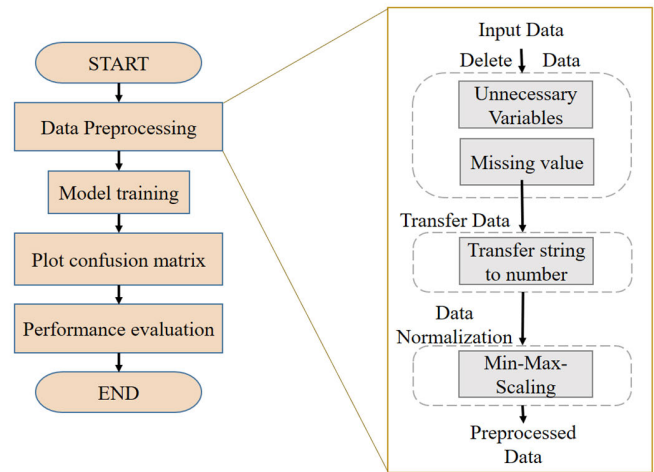 START
Data Preprocessing
Model training
Plot confusion matrix
Performance evaluation
END
Input Data
Delete Data
Unnecessary
Variables
Missing value
Transfer Data
Transfer string
to number
Data
Normalization
Min-Max-
Scaling
Preprocessed
Data